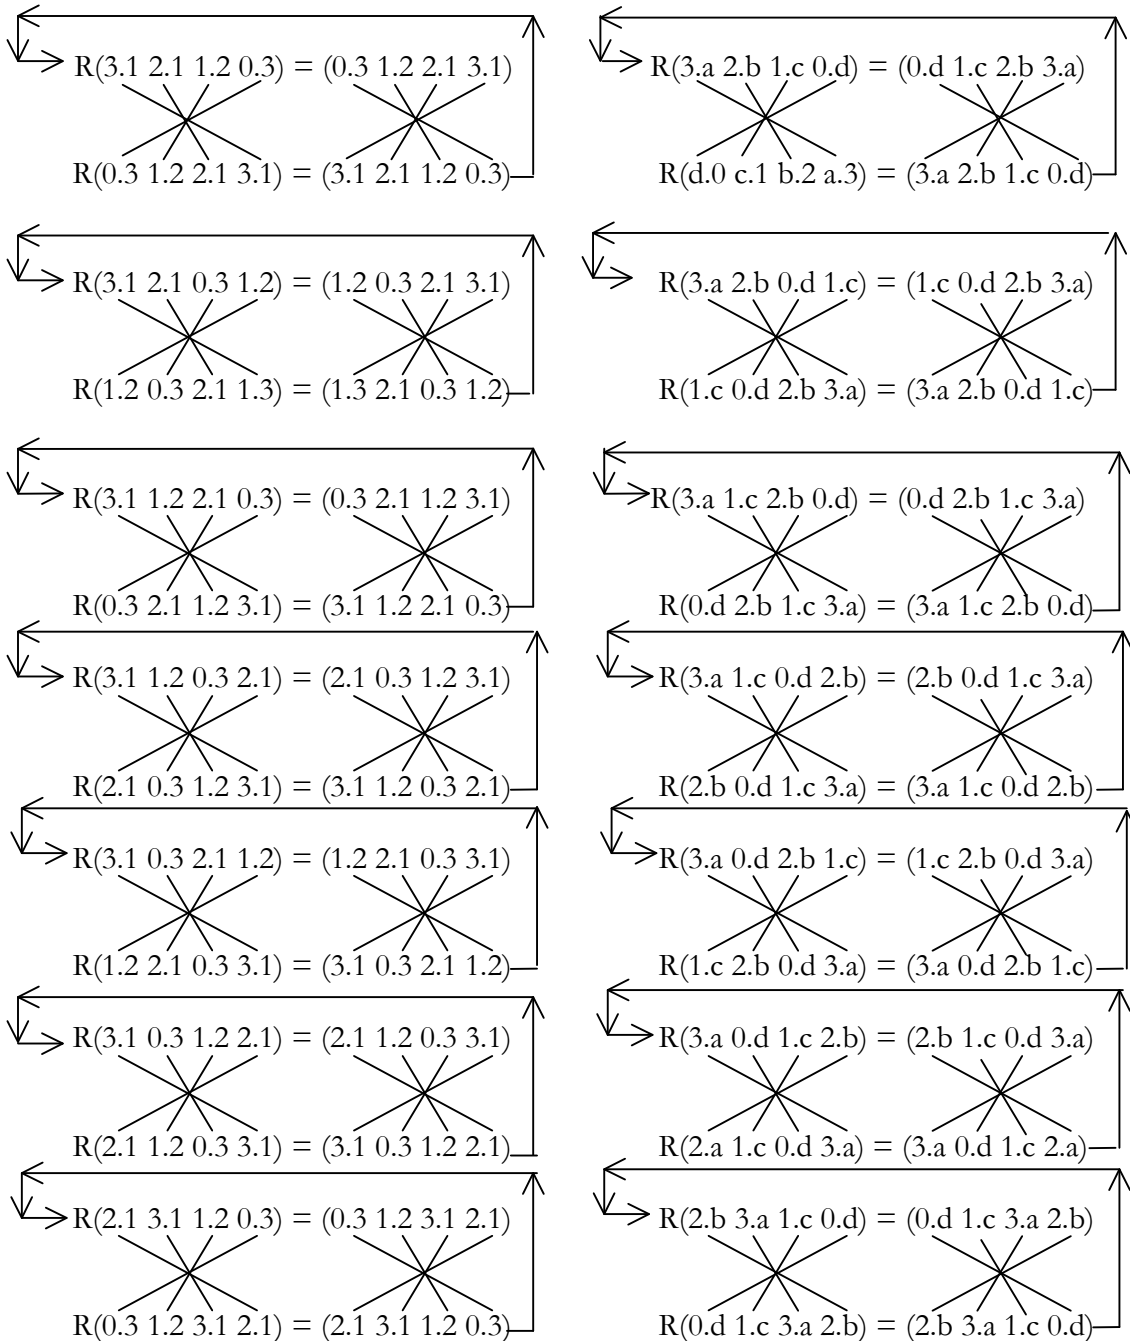 R(3.1 2.1 1.2 0.3) = (0.3 1.2 2.1 3.1) R(3.a 2.b 1.c 0.d) = (0.d 1.c 2.b 3.a)
R(0.3 1.2 2.1 3.1) = (3.1 2.1 1.2 0.3) R(d.0 c.1 b.2 a.3) = (3.a 2.b 1.c 0.d)
R(3.1 2.1 0.3 1.2) = (1.2 0.3 2.1 3.1) R(3.a 2.b 0.d 1.c) = (1.c 0.d 2.b 3.a)
R(1.2 0.3 2.1 1.3) = (1.3 2.1 0.3 1.2) R(1.c 0.d 2.b 3.a) = (3.a 2.b 0.d 1.c)
R(3.1 1.2 2.1 0.3) = (0.3 2.1 1.2 3.1) R(3.a 1.c 2.b 0.d) = (0.d 2.b 1.c 3.a)
R(0.3 2.1 1.2 3.1) = (3.1 1.2 2.1 0.3) R(0.d 2.b 1.c 3.a) = (3.a 1.c 2.b 0.d)
R(3.1 1.2 0.3 2.1) = (2.1 0.3 1.2 3.1) R(3.a 1.c 0.d 2.b) = (2.b 0.d 1.c 3.a)
R(2.1 0.3 1.2 3.1) = (3.1 1.2 0.3 2.1) R(2.b 0.d 1.c 3.a) = (3.a 1.c 0.d 2.b)
R(3.1 0.3 2.1 1.2) = (1.2 2.1 0.3 3.1) R(3.a 0.d 2.b 1.c) = (1.c 2.b 0.d 3.a)
R(1.2 2.1 0.3 3.1) = (3.1 0.3 2.1 1.2) R(1.c 2.b 0.d 3.a) = (3.a 0.d 2.b 1.c)
R(3.1 0.3 1.2 2.1) = (2.1 1.2 0.3 3.1) R(3.a 0.d 1.c 2.b) = (2.b 1.c 0.d 3.a)
R(2.1 1.2 0.3 3.1) = (3.1 0.3 1.2 2.1) R(2.a 1.c 0.d 3.a) = (3.a 0.d 1.c 2.a)
R(2.1 3.1 1.2 0.3) = (0.3 1.2 3.1 2.1) R(2.b 3.a 1.c 0.d) = (0.d 1.c 3.a 2.b)
R(0.3 1.2 3.1 2.1) = (2.1 3.1 1.2 0.3) R(0.d 1.c 3.a 2.b) = (2.b 3.a 1.c 0.d)